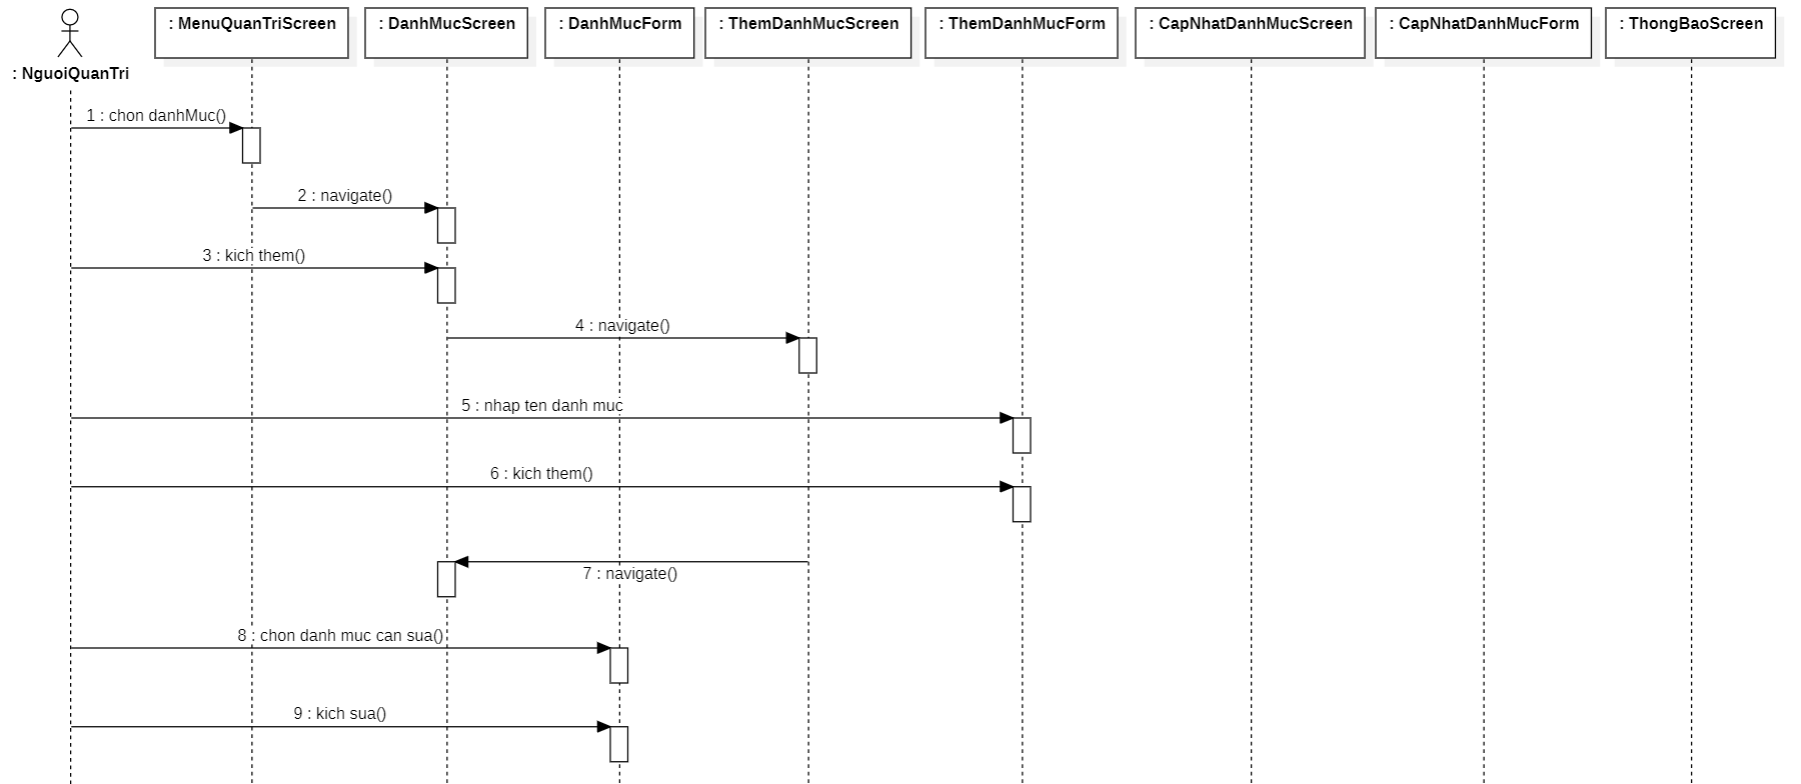 : NguoiQuanTri
: MenuQuanTriScreen
: DanhMucScreen
: DanhMucForm
: ThemDanhMucScreen
: ThemDanhMucForm
: CapNhatDanhMucScreen
: CapNhatDanhMucForm
: ThongBaoScreen
1 : chon danhMuc()
2 : navigate()
3 : kich them()
4 : navigate()
5 : nhap ten danh muc
6 : kich them()
7 : navigate()
8 : chon danh muc can sua()
9 : kich sua()